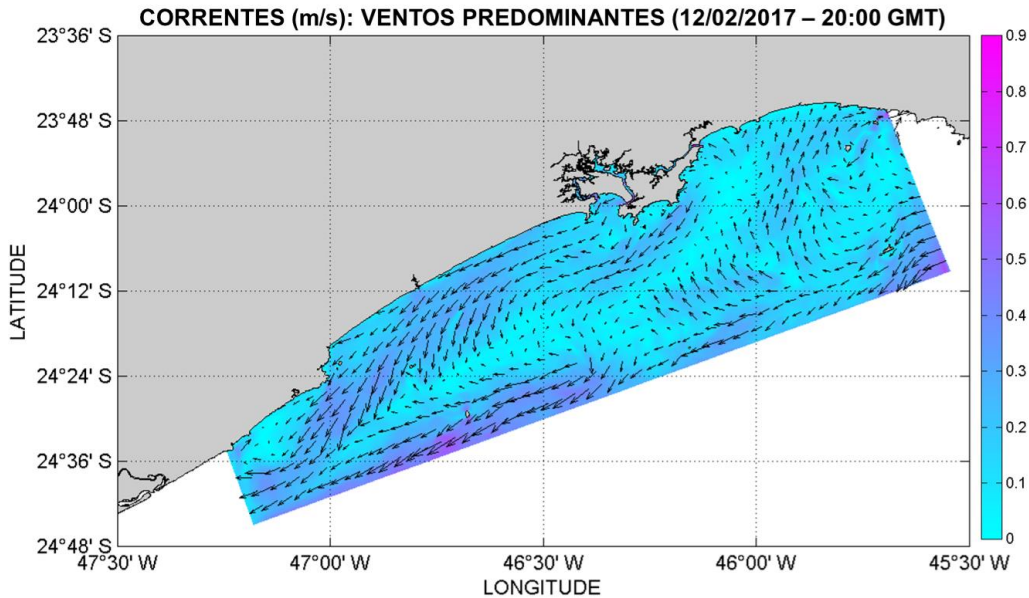 CORRENTES (m/s): VENTOS PREDOMINANTES (12/02/2017 – 20:00 GMT)
23°36' S
23°48' S
24°00' S
24°12' S
24°24' S
24°36' S
24°48' S
LATITUDE
47°30' W
47°00' W
46°30' W
46°00' W
45°30' W
LONGITUDE
0.9
0.8
0.7
0.6
0.5
0.4
0.3
0.2
0.1
0